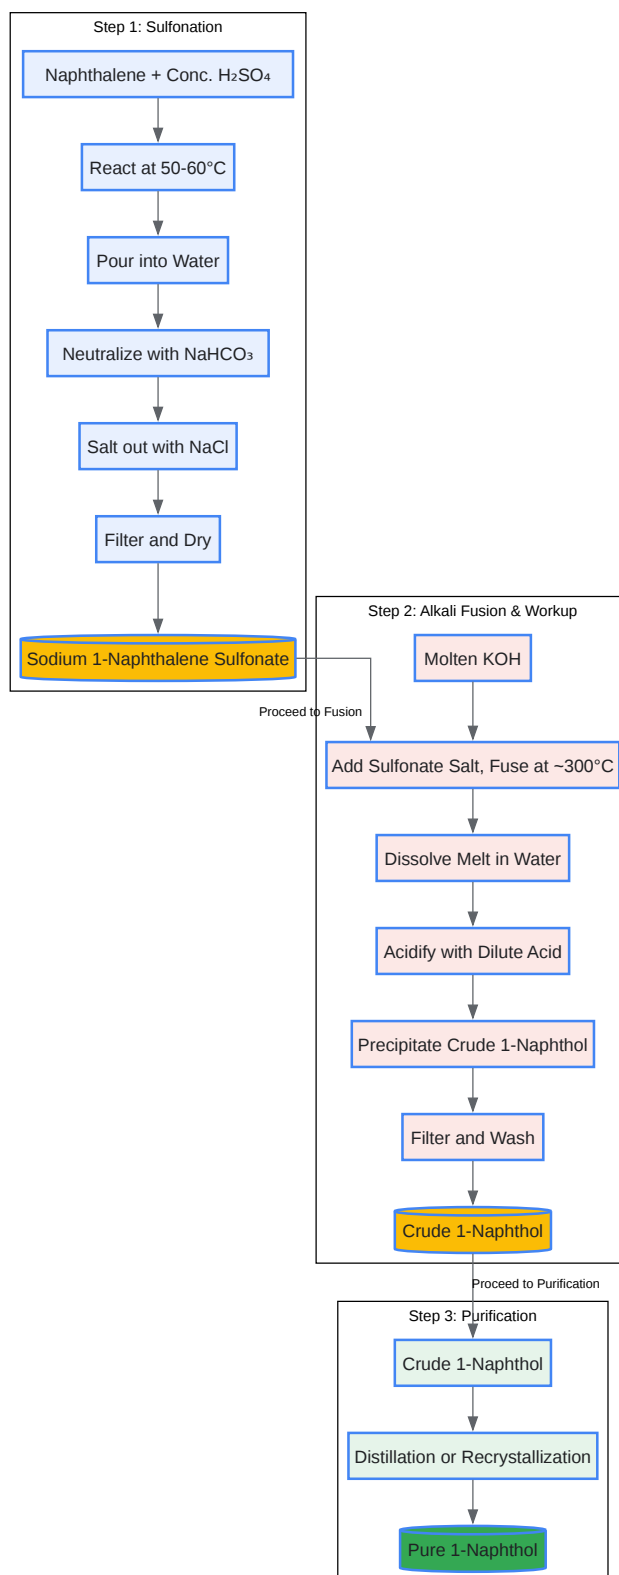 Step 1: Sulfonation
Naphthalene + Conc. H₂SO₄
React at 50-60°C
Pour into Water
Neutralize with NaHCO₃
Salt out with NaCl
Filter and Dry
Sodium 1-Naphthalene Sulfonate
Proceed to Fusion
Step 2: Alkali Fusion & Workup
Molten KOH
Add Sulfonate Salt, Fuse at ~300°C
Dissolve Melt in Water
Acidify with Dilute Acid
Precipitate Crude 1-Naphthol
Filter and Wash
Crude 1-Naphthol
Proceed to Purification
Step 3: Purification
Crude 1-Naphthol
Distillation or Recrystallization
Pure 1-Naphthol